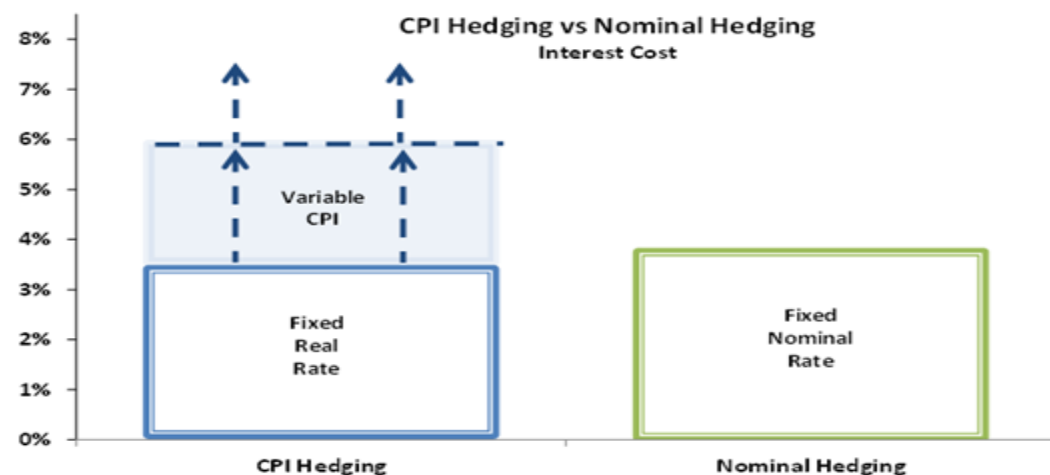 CPI Hedging vs Nominal Hedging
Interest Cost
8%
7%
6%
5%
4%
3%
2%
1%
0%
Variable
CPI
Fixed
Real
Rate
Fixed
Nominal
Rate
CPI Hedging
Nominal Hedging